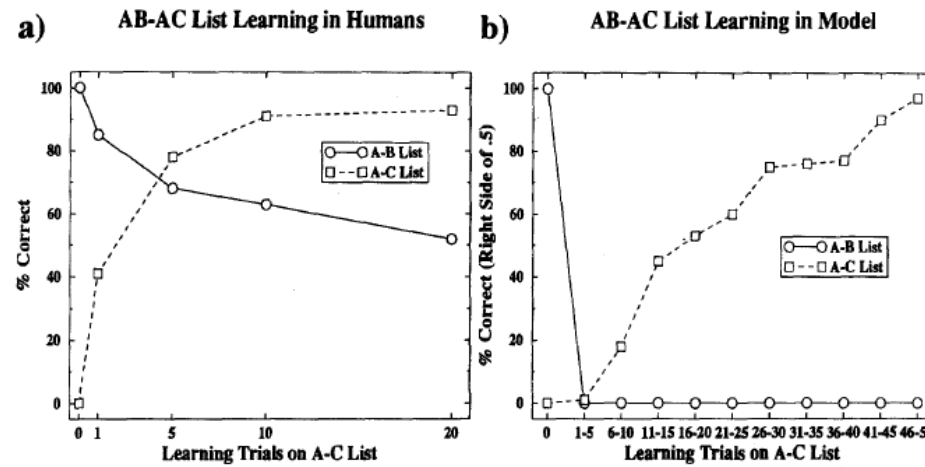 a)
AB-AC List Learning in Humans
% Correct
100
80
60
40
20
0
A-B List
A-C List
0 1 5 10 20
Learning Trials on A-C List
b)
AB-AC List Learning in Model
% Correct (Right Side of .5)
100
80
60
40
20
0
A-B List
A-C List
0 1-5 6-10 11-15 16-20 21-25 26-30 31-35 36-40 41-45 46-5
Learning Trials on A-C List